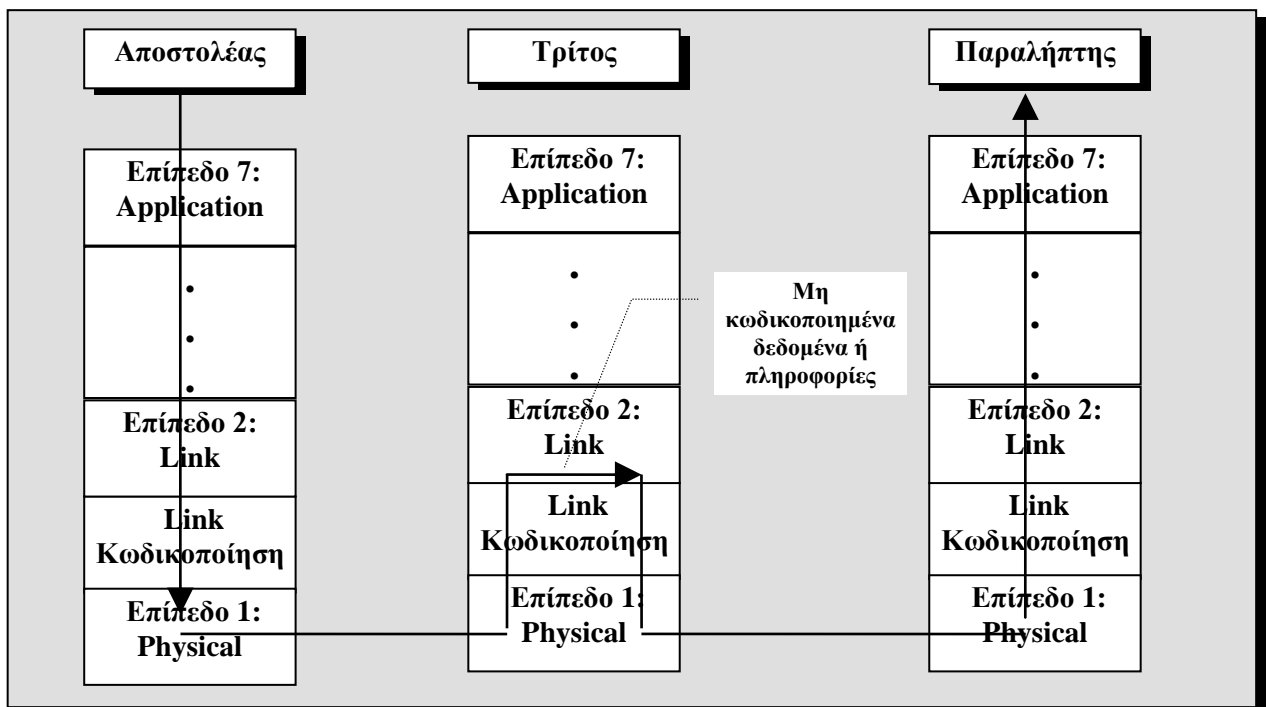 Αποστολέας
Τρίτος
Παραλήπτης
Επίπεδο 7:
Application
Επίπεδο 2:
Link
Link
Κωδικοποίηση
Επίπεδο 1:
Physical
Επίπεδο 7:
Application
Επίπεδο 2:
Link
Link
Κωδικοποίηση
Επίπεδο 1:
Physical
Μη
κωδικοποιημένα
δεδομένα ή
πληροφορίες
Επίπεδο 7:
Application
Επίπεδο 2:
Link
Link
Κωδικοποίηση
Επίπεδο 1:
Physical